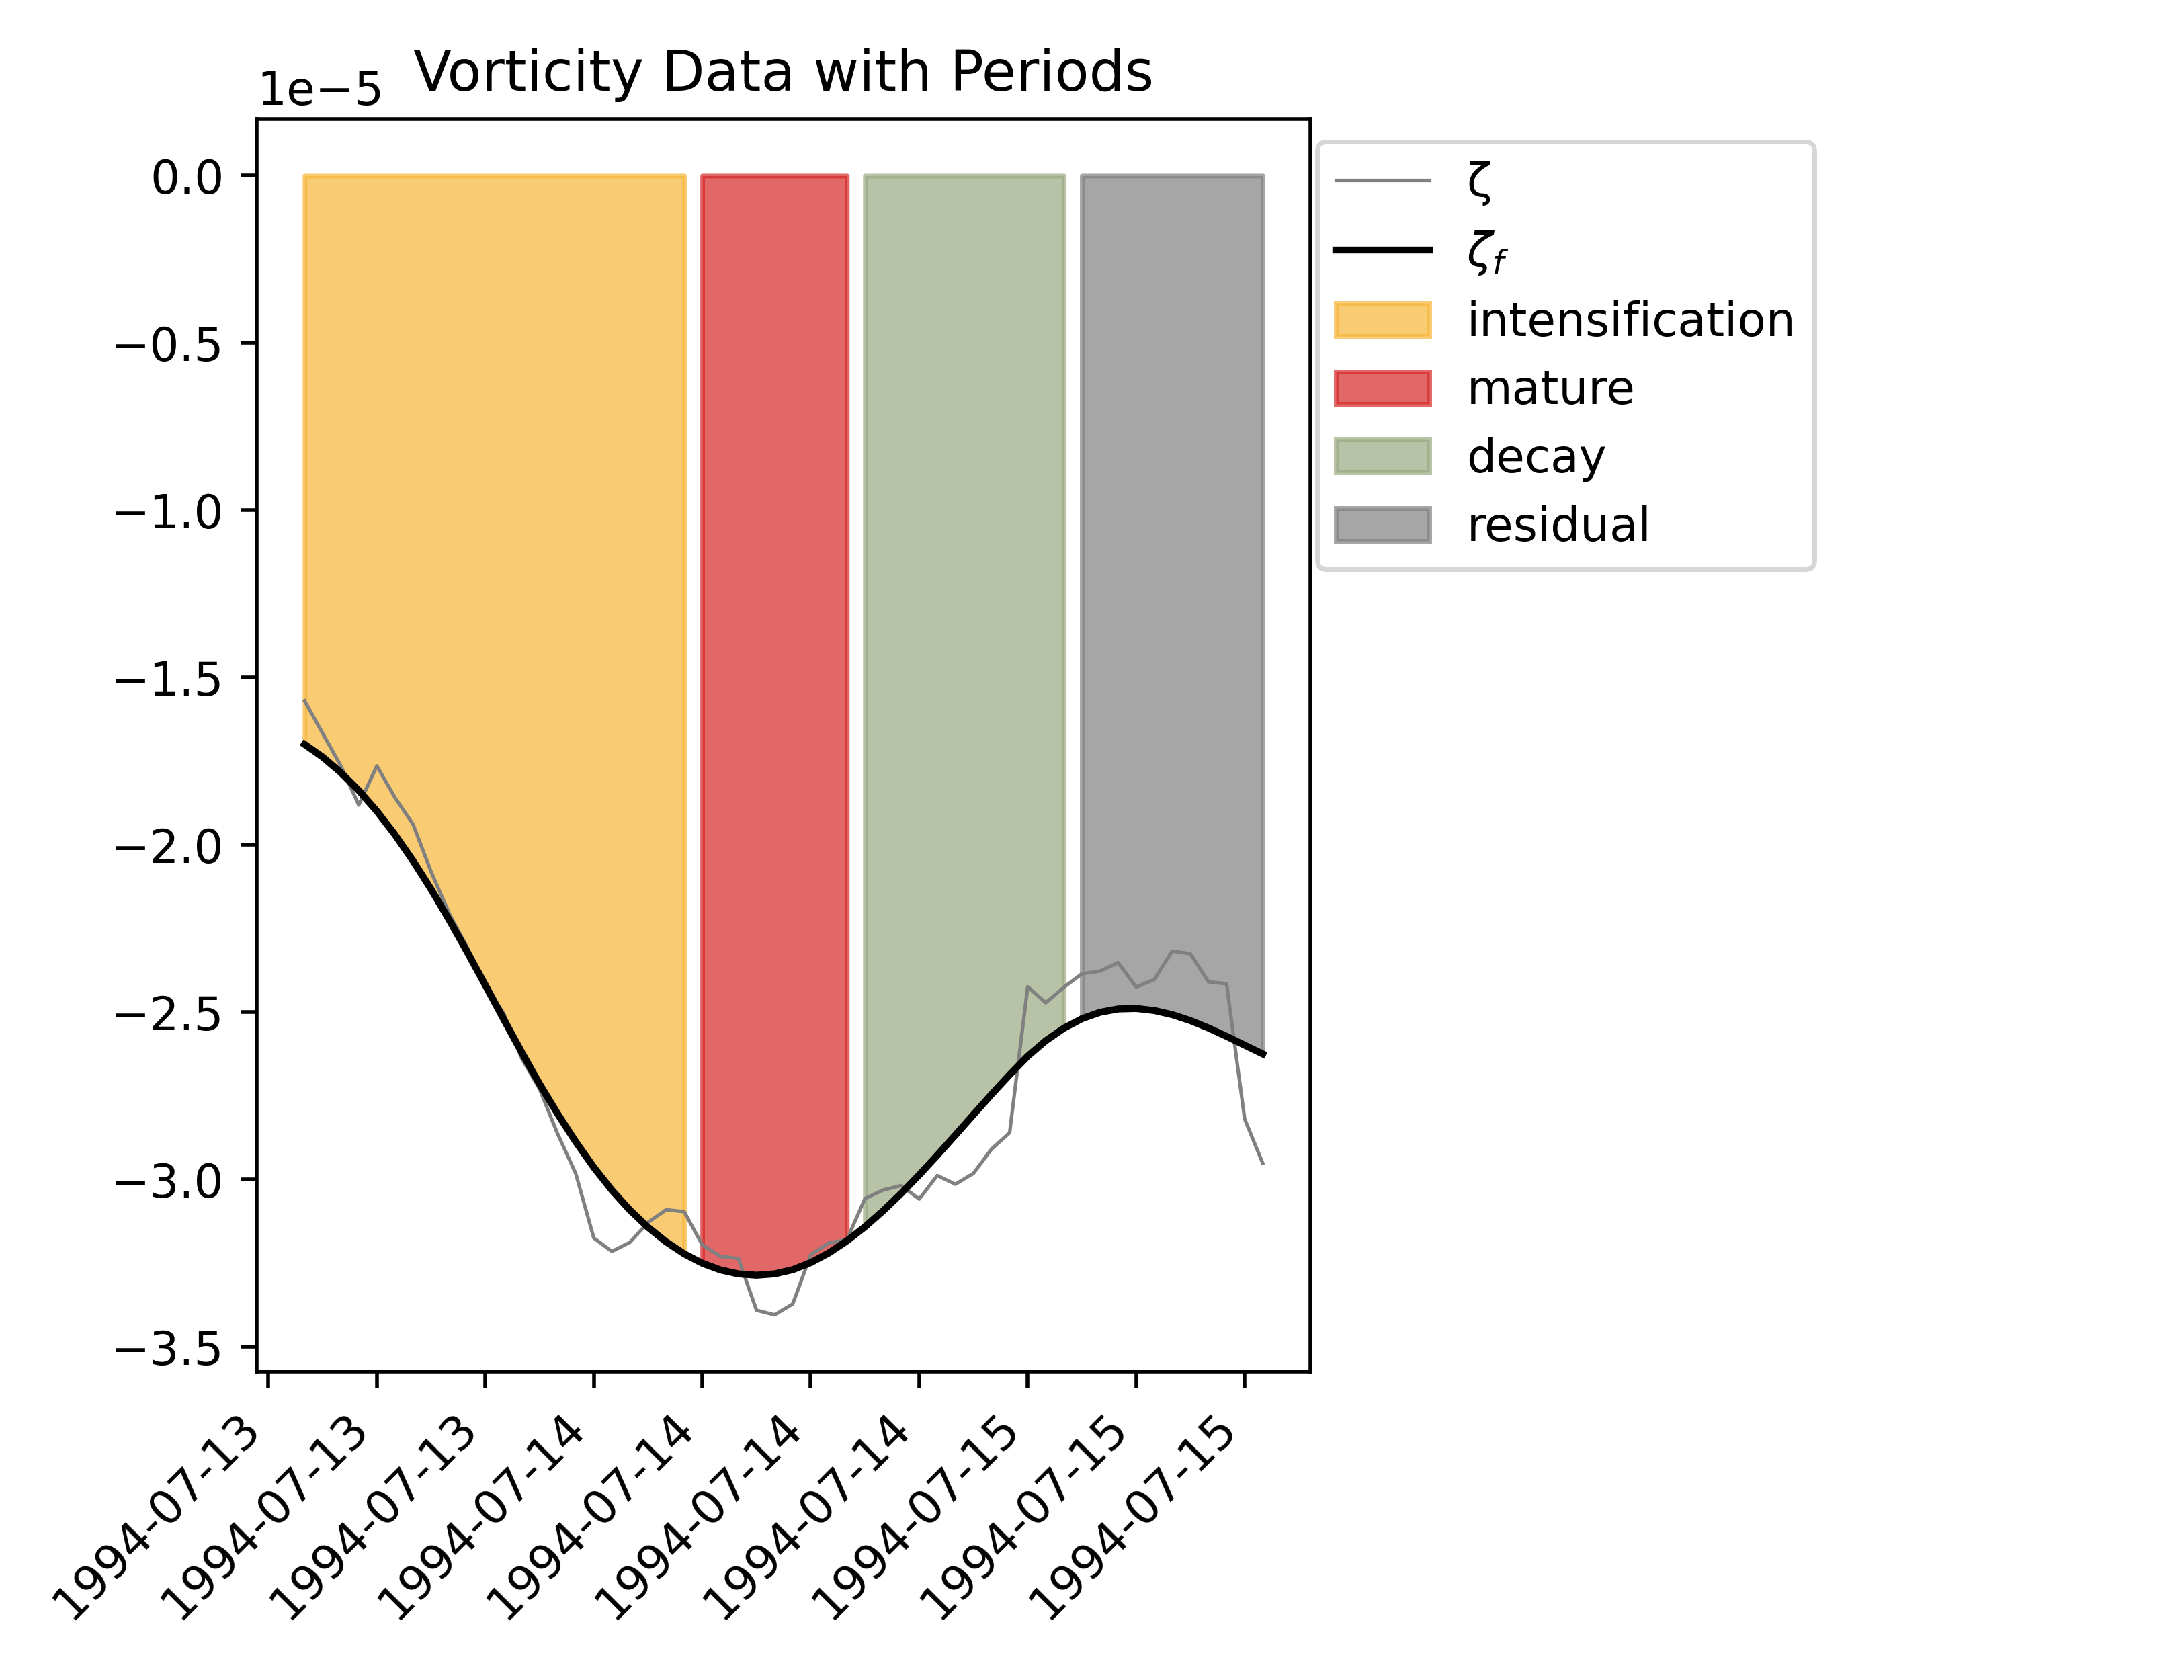 Vorticity Data with Periods
1e−5
0.0
−0.5
−1.0
−1.5
−2.0
−2.5
−3.0
−3.5
1994-07-13
1994-07-13
1994-07-13
1994-07-14
1994-07-14
1994-07-14
1994-07-14
1994-07-15
1994-07-15
1994-07-15
ζ
ζf
intensification
mature
decay
residual